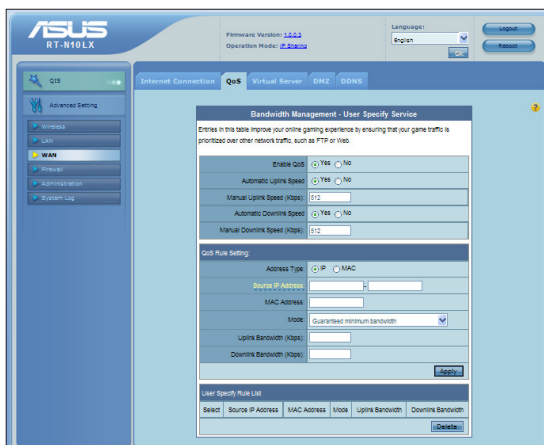 ASUS
RT-N10LX
Firmware Version: 1.0.0.3
Operation Mode: IP Sharing
Language:
English
OK
Logout
Reboot
QIS
Advanced Setting
Wireless
LAN
WAN
Firewall
Administration
System Log
Internet Connection QoS Virtual Server DMZ DDNS
Bandwidth Management - User Specify Service
Entries in this table improve your online gaming experience by ensuring that your game traffic is
prioritized over other network traffic, such as FTP or Web.
Enable QoS Yes No
Automatic Uplink Speed Yes No
Manual Uplink Speed (Kbps): 512
Automatic Downlink Speed Yes No
Manual Downlink Speed (Kbps): 512
QoS Rule Setting:
Address Type: IP MAC
Source IP Address: -
MAC Address:
Mode: Guaranteed minimum bandwidth
Uplink Bandwidth (Kbps):
Downlink Bandwidth (Kbps):
Apply
User Specify Rule List
Select Source IP Address MAC Address Mode Uplink Bandwidth Downlink Bandwidth
Delete
?